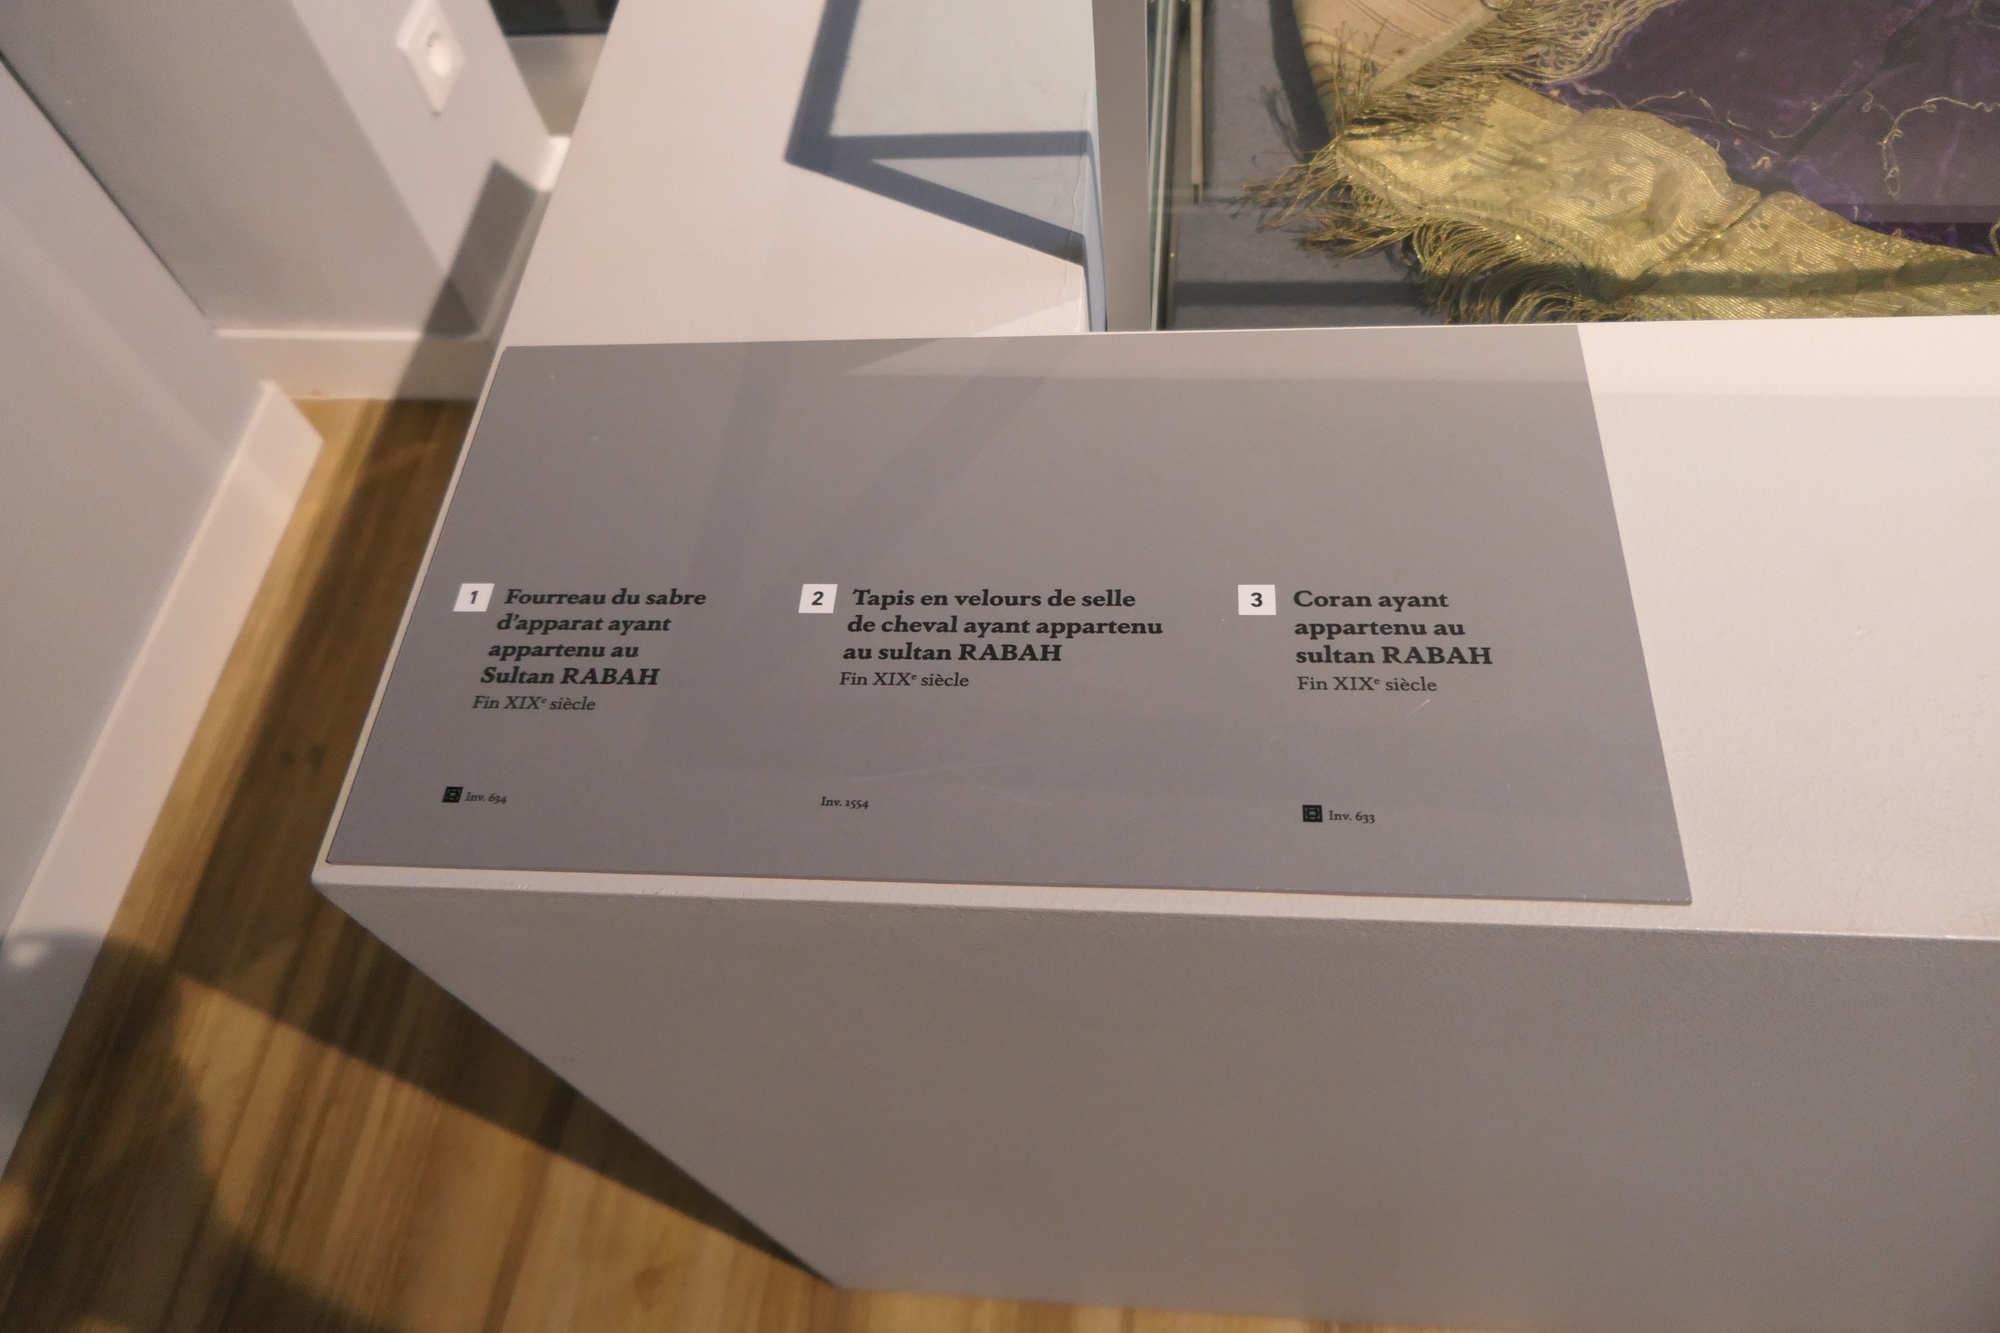 1 Fourreau du sabre
d'apparat ayant
appartenu au
Sultan RABAH
Fin XIXe siècle
Inv. 634
2 Tapis en velours de selle
de cheval ayant appartenu
au sultan RABAH
Fin XIXe siècle
Inv. 1554
3 Coran ayant
appartenu au
sultan RABAH
Fin XIXe siècle
Inv. 633